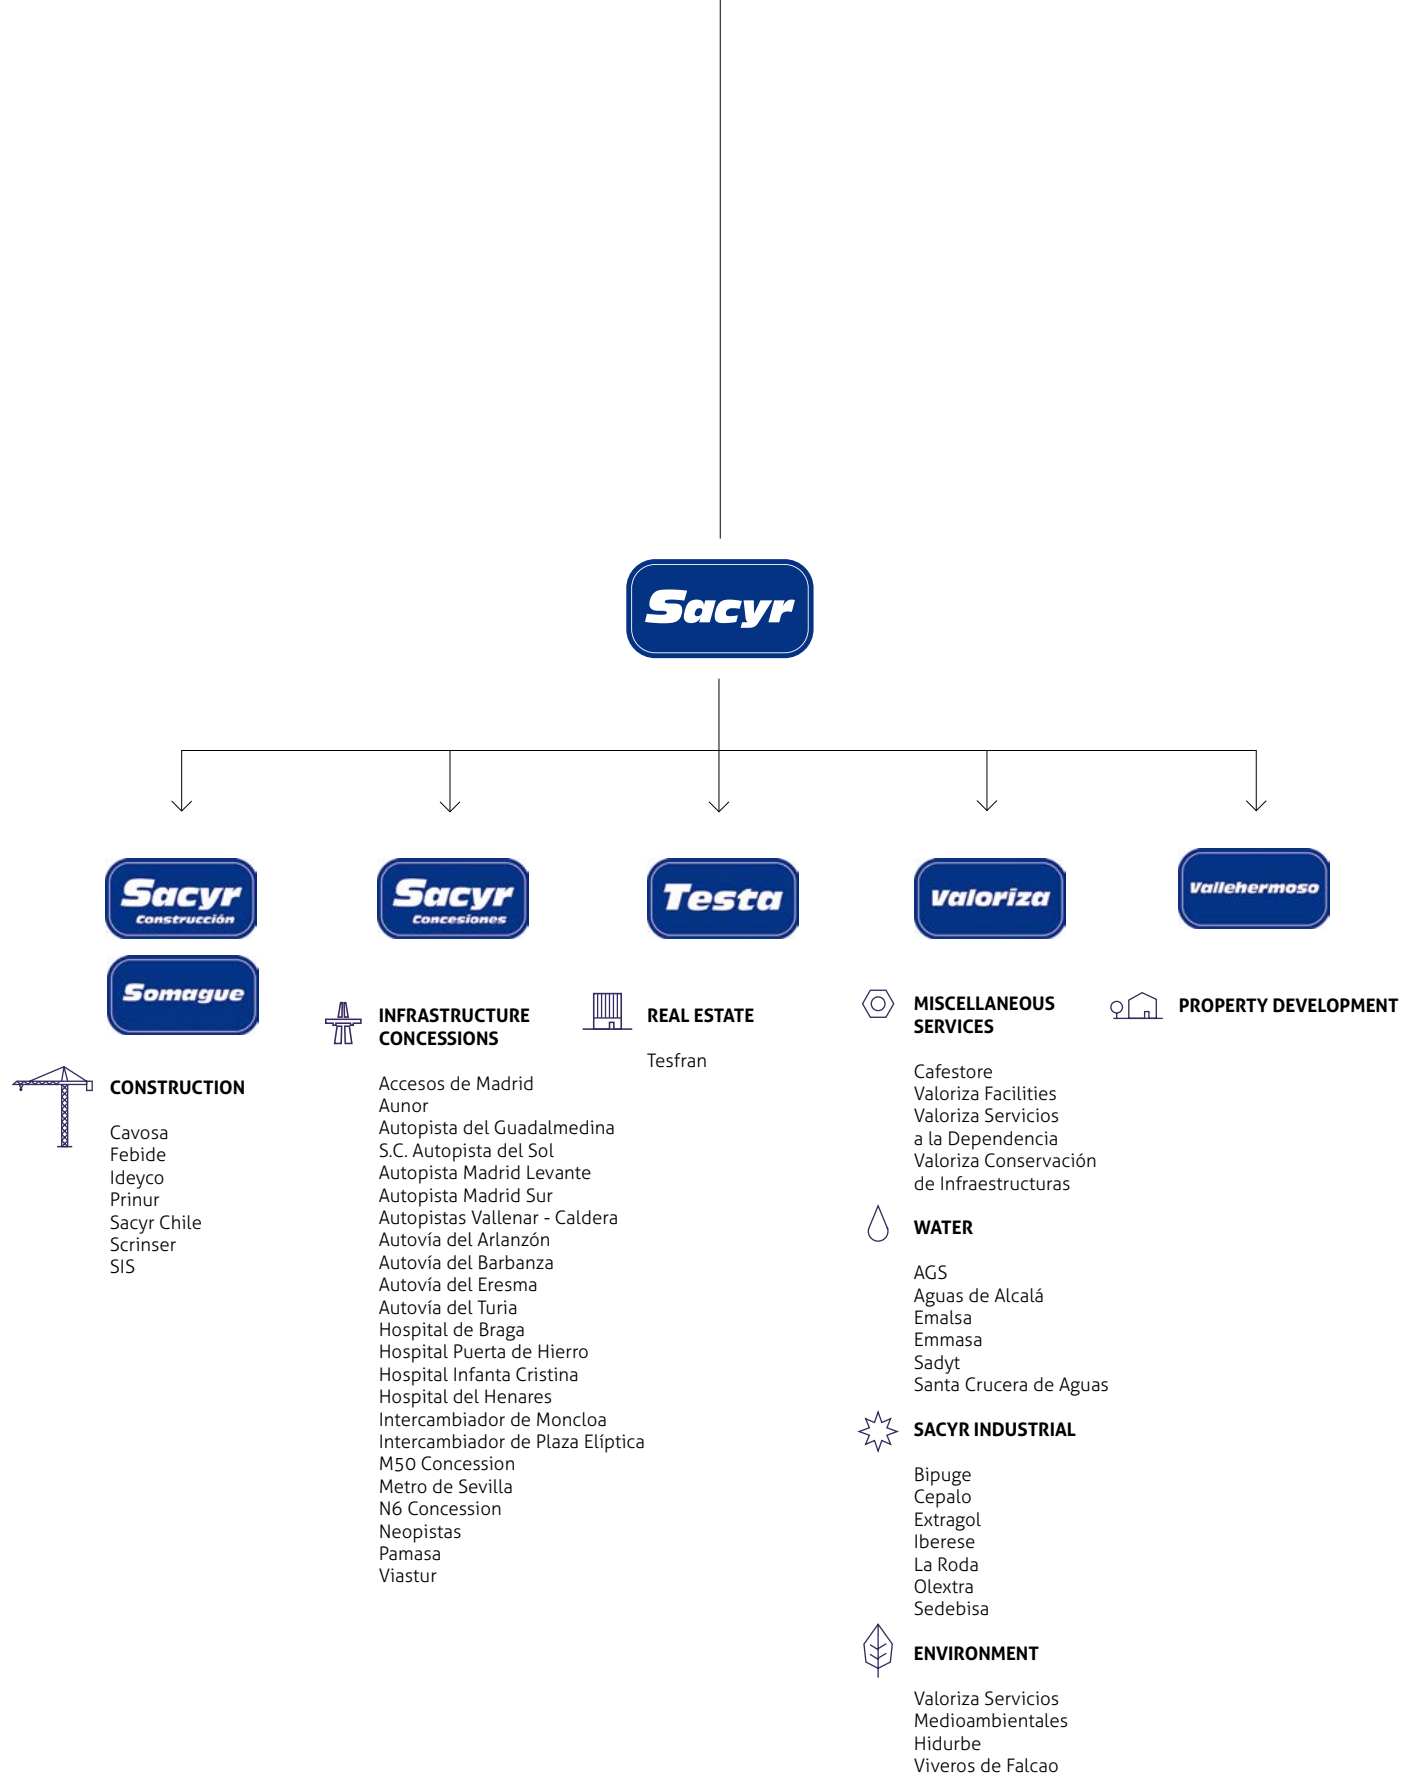 Sacyr
Sacyr
Construcción
Somague
CONSTRUCTION
Cavosa
Febide
Ideyco
Prinur
Sacyr Chile
Scrinser
SIS
Sacyr
Concesiones
INFRASTRUCTURE
CONCESSIONS
Accesos de Madrid
Aunor
Autopista del Guadalmedina
S.C. Autopista del Sol
Autopista Madrid Levante
Autopista Madrid Sur
Autopistas Vallenar - Caldera
Autovía del Arlanzón
Autovía del Barbanza
Autovía del Eresma
Autovía del Turia
Hospital de Braga
Hospital Puerta de Hierro
Hospital Infanta Cristina
Hospital del Henares
Intercambiador de Moncloa
Intercambiador de Plaza Elíptica
M50 Concession
Metro de Sevilla
N6 Concession
Neopistas
Pamasa
Viastur
Testa
REAL ESTATE
Tesfran
Valoriza
MISCELLANEOUS
SERVICES
Cafestore
Valoriza Facilities
Valoriza Servicios
a la Dependencia
Valoriza Conservación
de Infraestructuras
WATER
AGS
Aguas de Alcalá
Emalsa
Emmasa
Sadyt
Santa Crucera de Aguas
SACYR INDUSTRIAL
Bipuge
Cepalo
Extragol
Iberese
La Roda
Olextra
Sedebisa
ENVIRONMENT
Valoriza Servicios
Medioambientales
Hidurbe
Viveros de Falcao
Vallehermoso
PROPERTY DEVELOPMENT